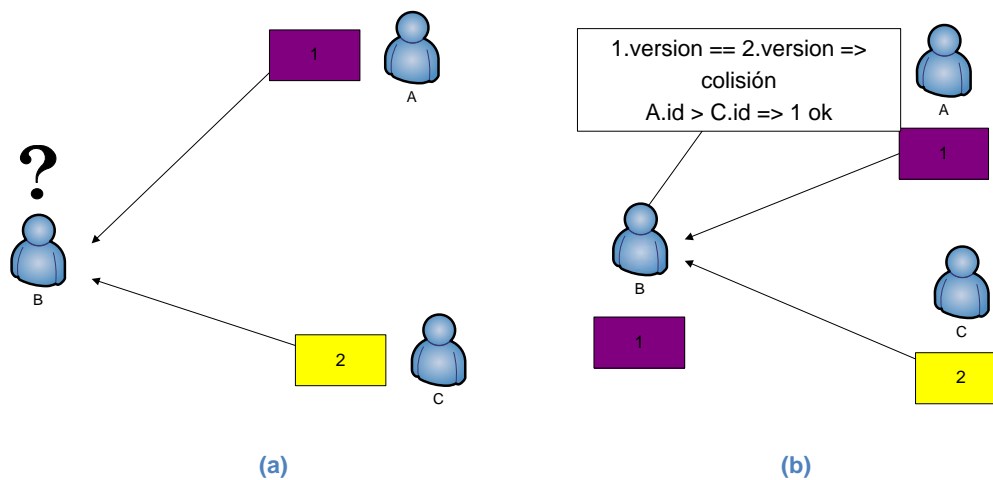 1
A
?
B
2
C
(a)
1.version == 2.version =>
colisión
A.id > C.id => 1 ok
A
1
B
C
1
2
(b)